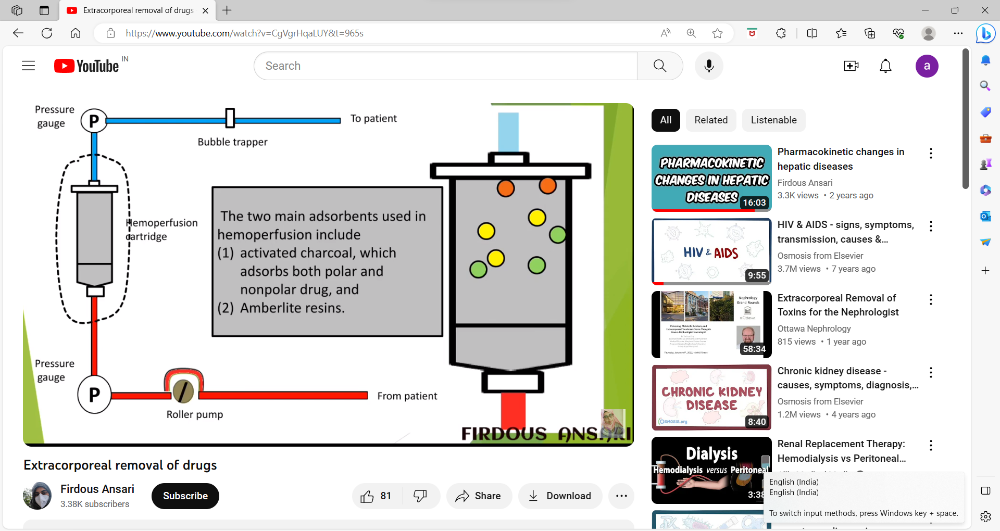 Extracorporeal removal of drugs
https://www.youtube.com/watch?v=CgVgrHqaLUY&t=965s
YouTube IN
Search
a
Pressure
gauge
P
To patient
Bubble trapper
Hemoperfusion
cartridge
The two main adsorbents used in
hemoperfusion include
(1) activated charcoal, which
adsorbs both polar and
nonpolar drug, and
(2) Amberlite resins.
Pressure
gauge
P
From patient
Roller pump
FIRDOUS ANSARI
Extracorporeal removal of drugs
Firdous Ansari
3.38K subscribers
Subscribe
81
Share
Download
All
Related
Listenable
PHARMACOKINETIC
CHANGES IN HEPATIC
DISEASES
16:03
Pharmacokinetic changes in
hepatic diseases
Firdous Ansari
3.3K views • 2 years ago
HIV & AIDS
9:55
HIV & AIDS - signs, symptoms,
transmission, causes &...
Osmosis from Elsevier
3.7M views • 7 years ago
Nephrology
Grand Rounds
uOttawa
58:34
Extracorporeal Removal of
Toxins for the Nephrologist
Ottawa Nephrology
815 views • 1 year ago
CHRONIC KIDNEY
DISEASE
OSMOSIS.org
8:40
Chronic kidney disease -
causes, symptoms, diagnosis,...
Osmosis from Elsevier
1.2M views • 4 years ago
Dialysis
Hemodialysis versus Peritoneal
3:38
Renal Replacement Therapy:
Hemodialysis vs Peritoneal...
English (India)
English (India)
To switch input methods, press Windows key + space.